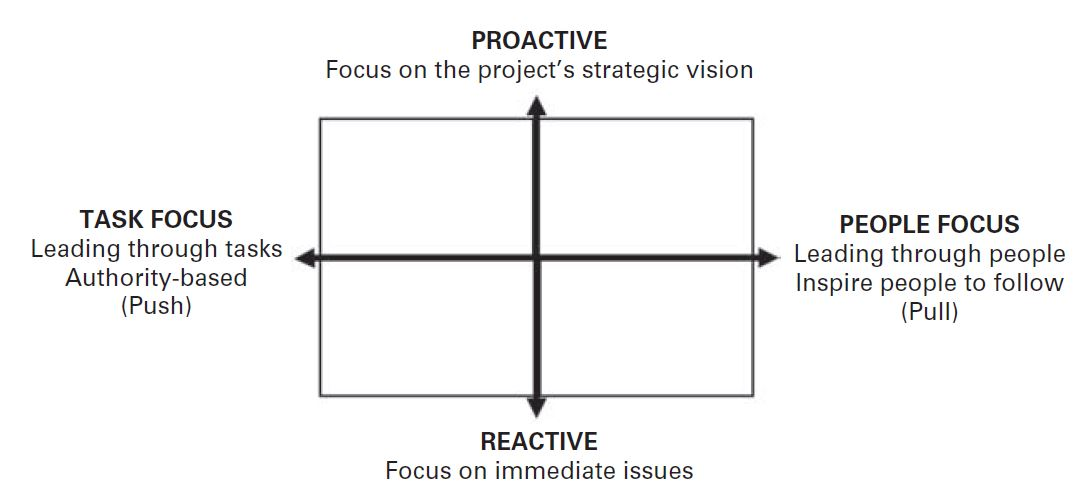 PROACTIVE
Focus on the project’s strategic vision
TASK FOCUS
Leading through tasks
Authority-based
(Push)
PEOPLE FOCUS
Leading through people
Inspire people to follow
(Pull)
REACTIVE
Focus on immediate issues